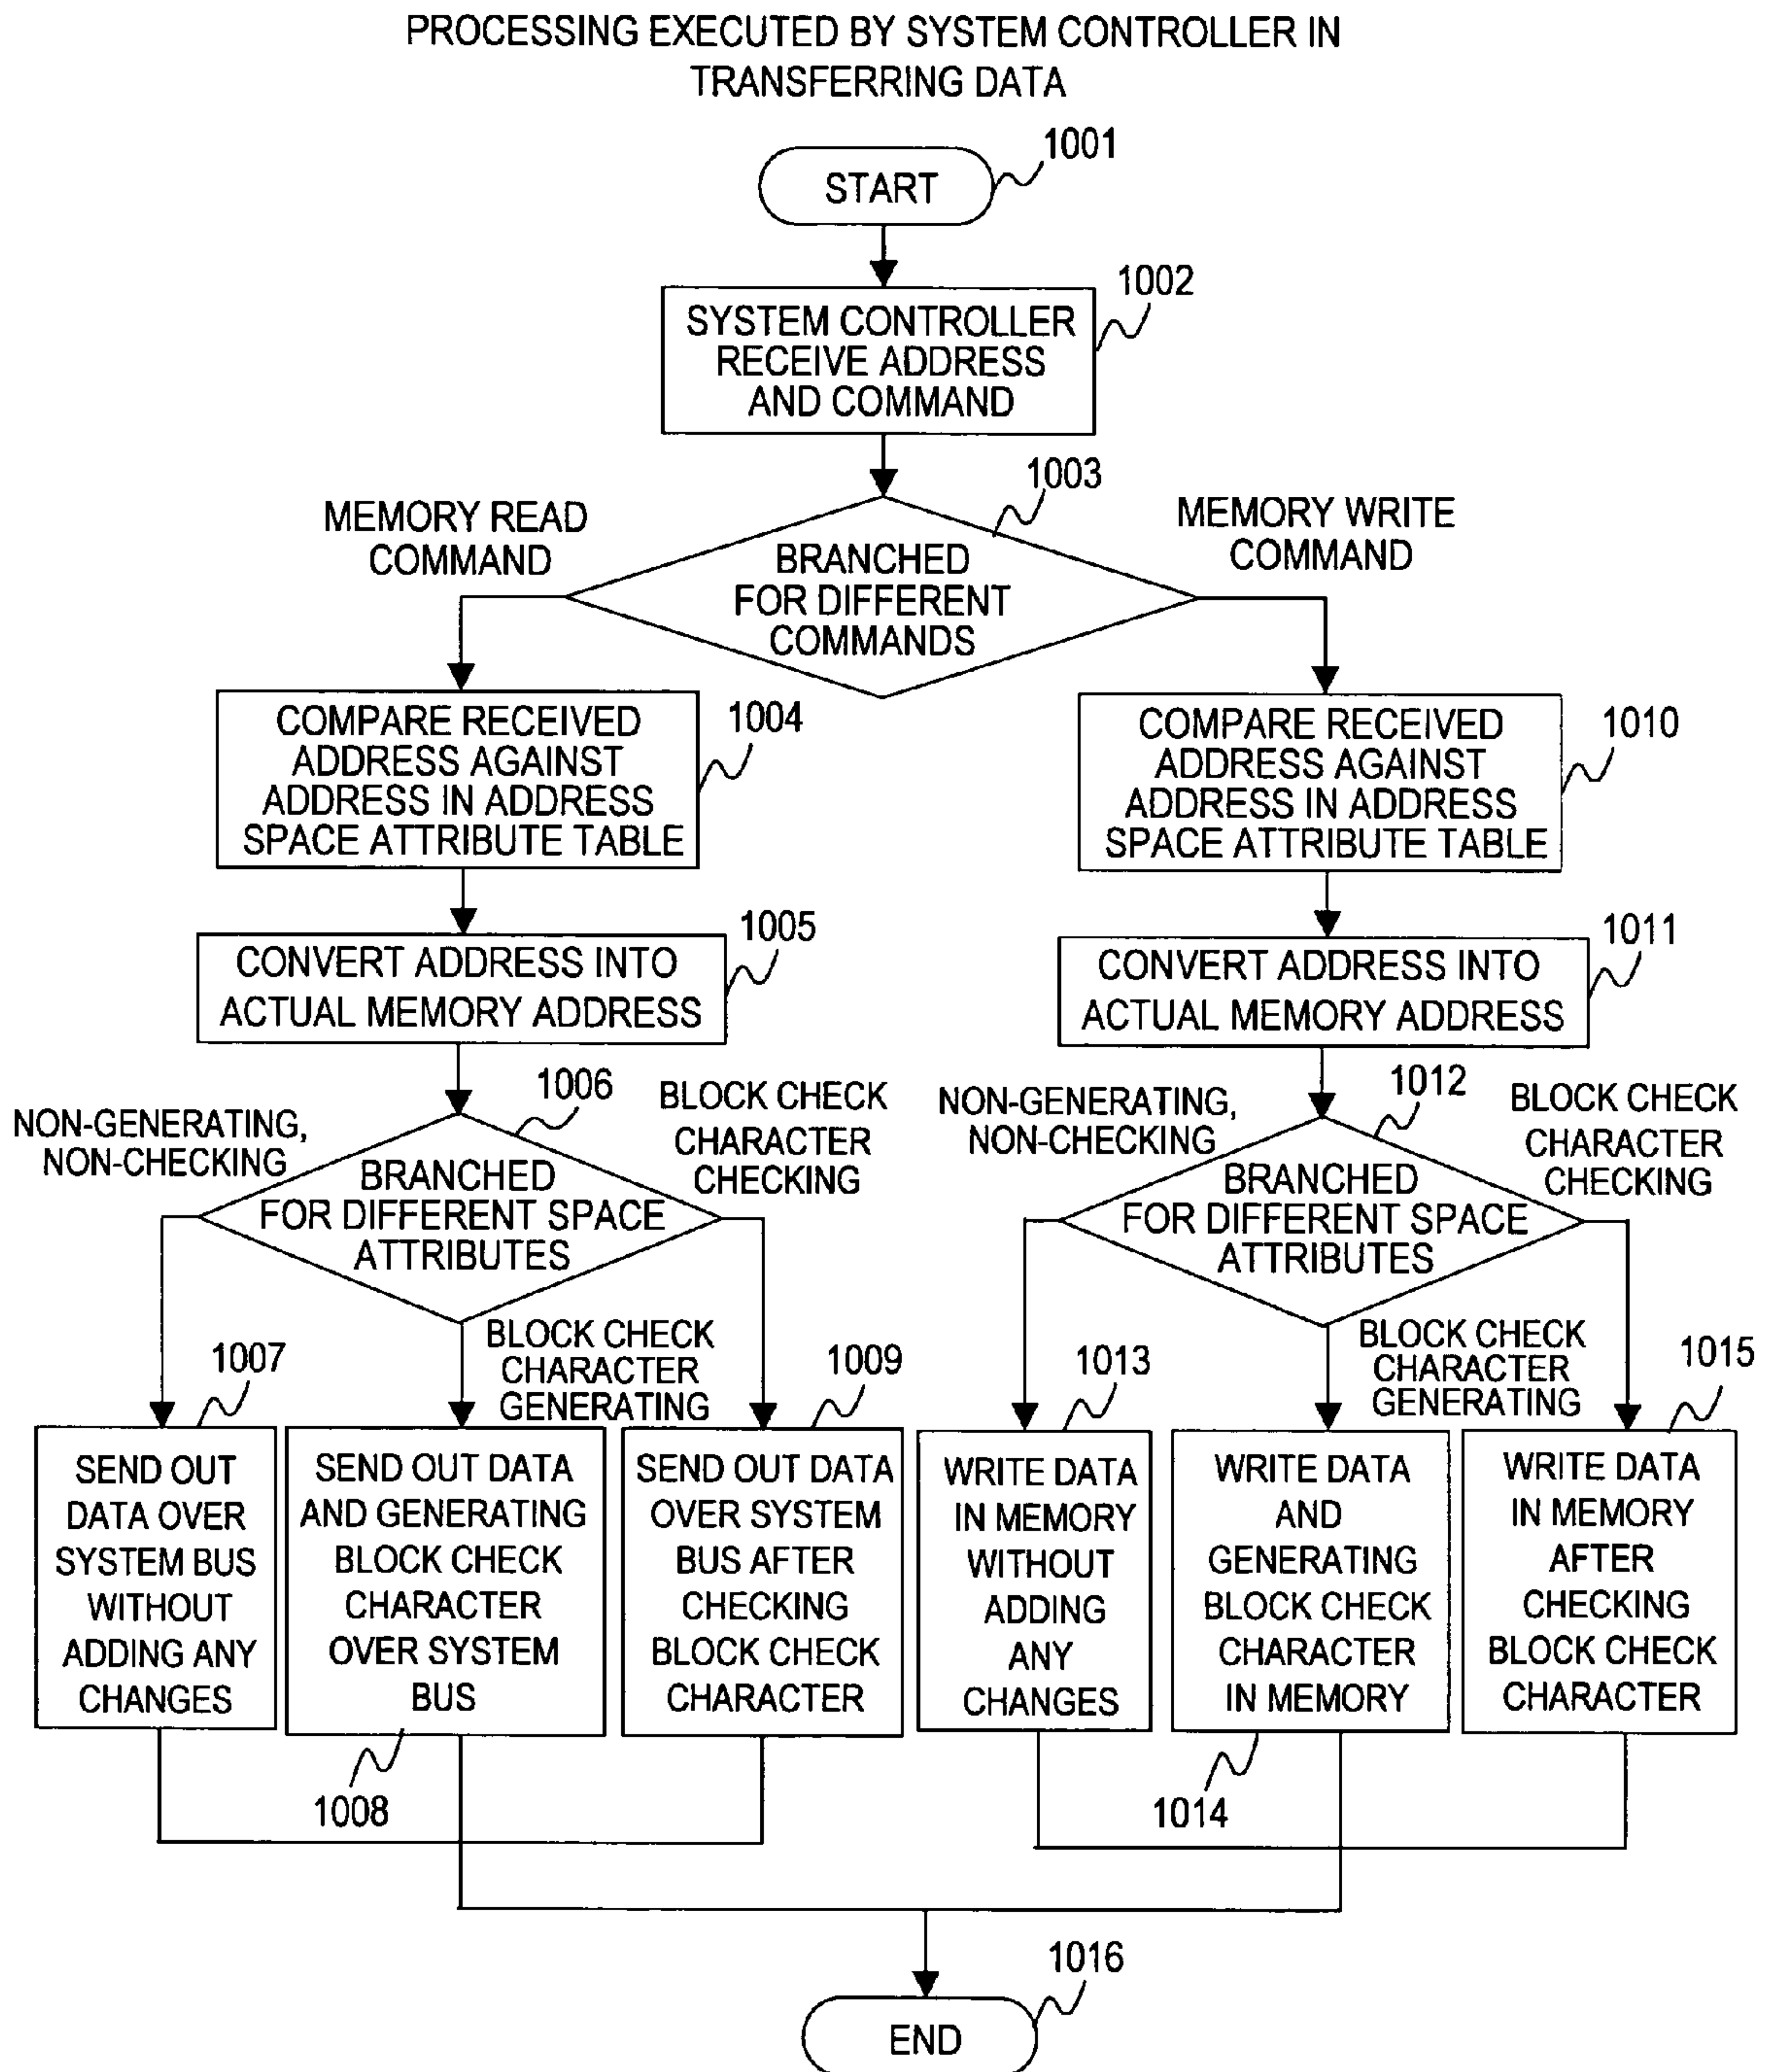 PROCESSING EXECUTED BY SYSTEM CONTROLLER IN
TRANSFERRING DATA
1001
START
1002
SYSTEM CONTROLLER
RECEIVE ADDRESS
AND COMMAND
1003
MEMORY READ
COMMAND
MEMORY WRITE
COMMAND
BRANCHED
FOR DIFFERENT
COMMANDS
COMPARE RECEIVED
ADDRESS AGAINST
ADDRESS IN ADDRESS
SPACE ATTRIBUTE TABLE
1004
COMPARE RECEIVED
ADDRESS AGAINST
ADDRESS IN ADDRESS
SPACE ATTRIBUTE TABLE
1010
CONVERT ADDRESS INTO
ACTUAL MEMORY ADDRESS
1005
CONVERT ADDRESS INTO
ACTUAL MEMORY ADDRESS
1011
NON-GENERATING,
NON-CHECKING
1006
BLOCK CHECK
CHARACTER
CHECKING
BRANCHED
FOR DIFFERENT SPACE
ATTRIBUTES
NON-GENERATING,
NON-CHECKING
1012
BLOCK CHECK
CHARACTER
CHECKING
BRANCHED
FOR DIFFERENT SPACE
ATTRIBUTES
1007
BLOCK CHECK
CHARACTER
GENERATING
1009
1013
BLOCK CHECK
CHARACTER
GENERATING
1015
SEND OUT
DATA OVER
SYSTEM BUS
WITHOUT
ADDING ANY
CHANGES
SEND OUT DATA
AND GENERATING
BLOCK CHECK
CHARACTER
OVER SYSTEM
BUS
SEND OUT DATA
OVER SYSTEM
BUS AFTER
CHECKING
BLOCK CHECK
CHARACTER
WRITE DATA
IN MEMORY
WITHOUT
ADDING
ANY
CHANGES
WRITE DATA
AND
GENERATING
BLOCK CHECK
CHARACTER
IN MEMORY
WRITE DATA
IN MEMORY
AFTER
CHECKING
BLOCK CHECK
CHARACTER
1008
1014
1016
END